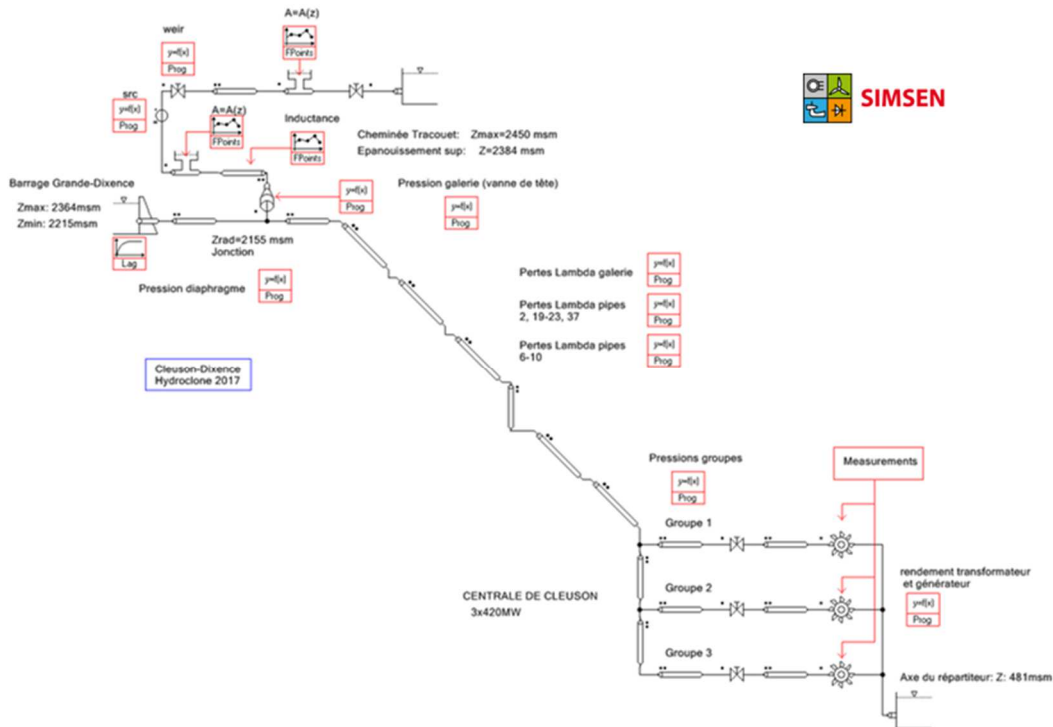 A=A(z)
FPoints
weir
y=f(x)
Prog
SIMSEN
src
y=f(x)
Prog
A=A(z)
FPoints
Inductance
FPoints
Cheminée Tracouet: Zmax=2450 msm
Epanouissement sup: Z=2384 msm
Barrage Grande-Dixence
Zmax: 2364msm
Zmin: 2215msm
Lag
y=f(x)
Prog
Pression galerie (vanne de tête)
y=f(x)
Prog
Zrad=2155 msm
Jonction
Pression diaphragme
y=f(x)
Prog
Pertes Lambda galerie
y=f(x)
Prog
Pertes Lambda pipes
2, 19-23, 37
y=f(x)
Prog
Pertes Lambda pipes
6-10
y=f(x)
Prog
Cleuson-Dixence
Hydroclone 2017
Pressions groupes
y=f(x)
Prog
Measurements
Groupe 1
Groupe 2
Groupe 3
CENTRALE DE CLEUSON
3x420MW
rendement transformateur
et générateur
y=f(x)
Prog
Axe du répartiteur: Z: 481msm